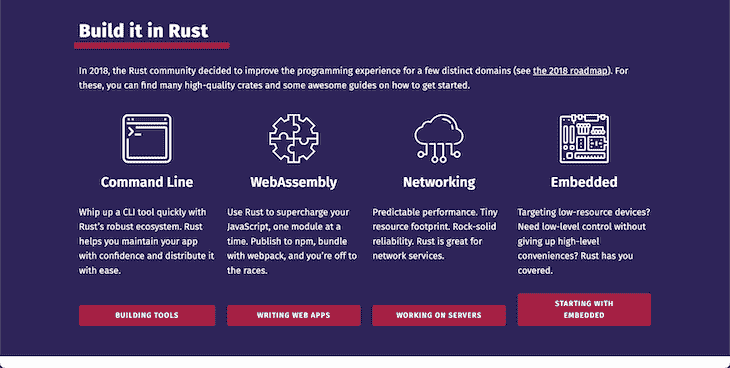 Build it in Rust
In 2018, the Rust community decided to improve the programming experience for a few distinct domains (see the 2018 roadmap). For
these, you can find many high-quality crates and some awesome guides on how to get started.
Command Line
Whip up a CLI tool quickly with
Rust's robust ecosystem. Rust
helps you maintain your app
with confidence and distribute it
with ease.
BUILDING TOOLS
WebAssembly
Use Rust to supercharge your
JavaScript, one module at a
time. Publish to npm, bundle
with webpack, and you're off to
the races.
WRITING WEB APPS
Networking
Predictable performance. Tiny
resource footprint. Rock-solid
reliability. Rust is great for
network services.
WORKING ON SERVERS
Embedded
Targeting low-resource devices?
Need low-level control without
giving up high-level
conveniences? Rust has you
covered.
STARTING WITH
EMBEDDED